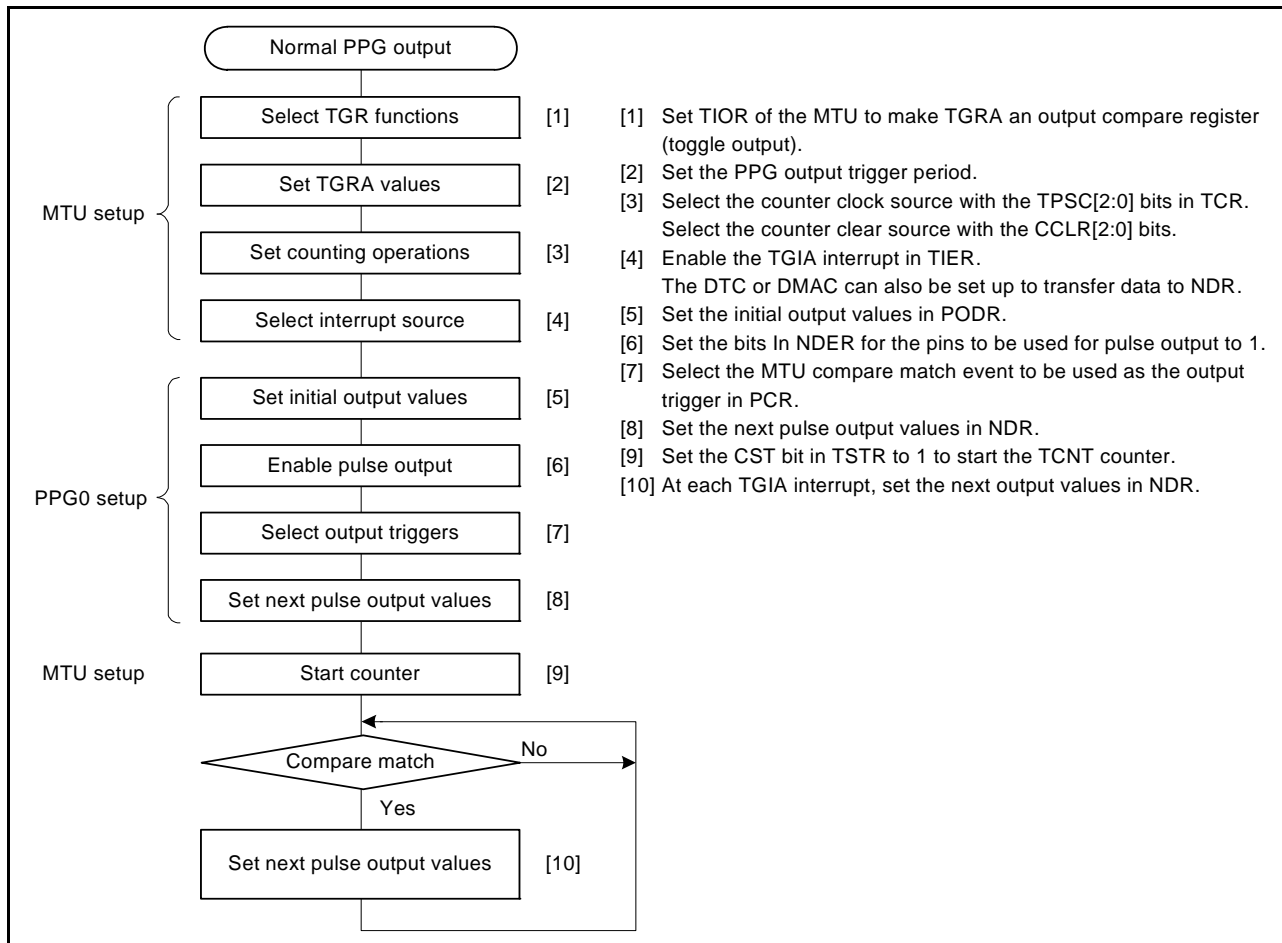 Normal PPG output
Select TGR functions [1]
Set TGRA values [2]
MTU setup
Set counting operations [3]
Select interrupt source [4]
Set initial output values [5]
Enable pulse output [6]
PPG0 setup
Select output triggers [7]
Set next pulse output values [8]
MTU setup Start counter [9]
Compare match No
Yes
Set next pulse output values [10]
[1] Set TIOR of the MTU to make TGRA an output compare register
(toggle output).
[2] Set the PPG output trigger period.
[3] Select the counter clock source with the TPSC[2:0] bits in TCR.
Select the counter clear source with the CCLR[2:0] bits.
[4] Enable the TGIA interrupt in TIER.
The DTC or DMAC can also be set up to transfer data to NDR.
[5] Set the initial output values in PODR.
[6] Set the bits In NDER for the pins to be used for pulse output to 1.
[7] Select the MTU compare match event to be used as the output
trigger in PCR.
[8] Set the next pulse output values in NDR.
[9] Set the CST bit in TSTR to 1 to start the TCNT counter.
[10] At each TGIA interrupt, set the next output values in NDR.